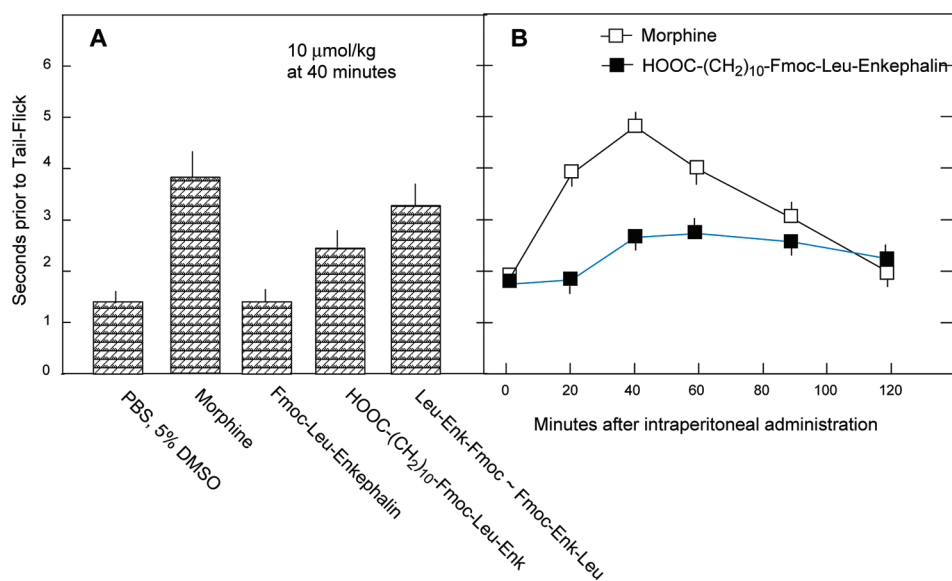 A
10 μmol/kg
at 40 minutes
Seconds prior to Tail-Flick
6
5
4
3
2
1
0
PBS, 5% DMSO
Morphine
Fmoc-Leu-Enkephalin
HOOC-(CH2)10-Fmoc-Leu-Enk
Leu-Enk-Fmoc ~ Fmoc-Enk-Leu
B
Morphine
HOOC-(CH2)10-Fmoc-Leu-Enkephalin
0 20 40 60 80 100 120
Minutes after intraperitoneal administration